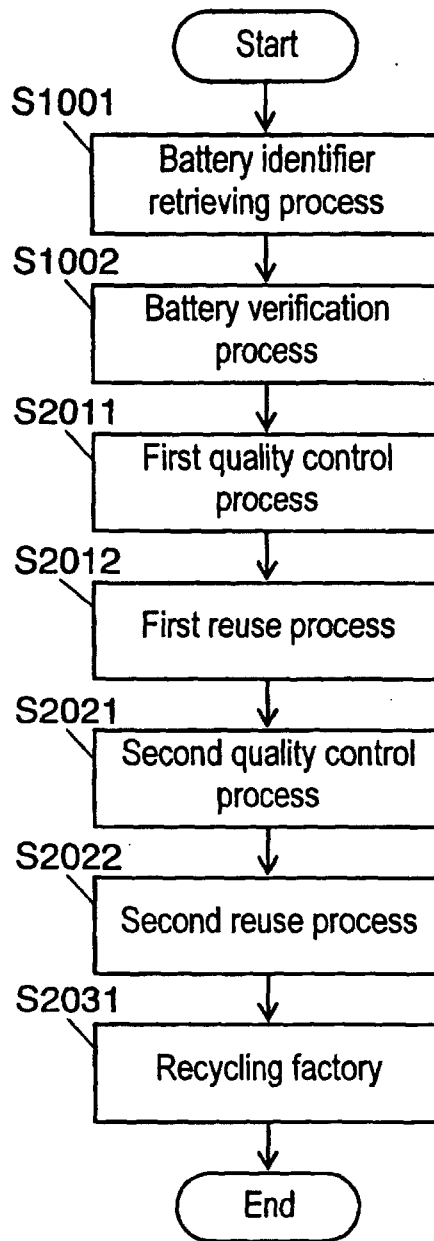 Start
S1001
Battery identifier
retrieving process
S1002
Battery verification
process
S2011
First quality control
process
S2012
First reuse process
S2021
Second quality control
process
S2022
Second reuse process
S2031
Recycling factory
End